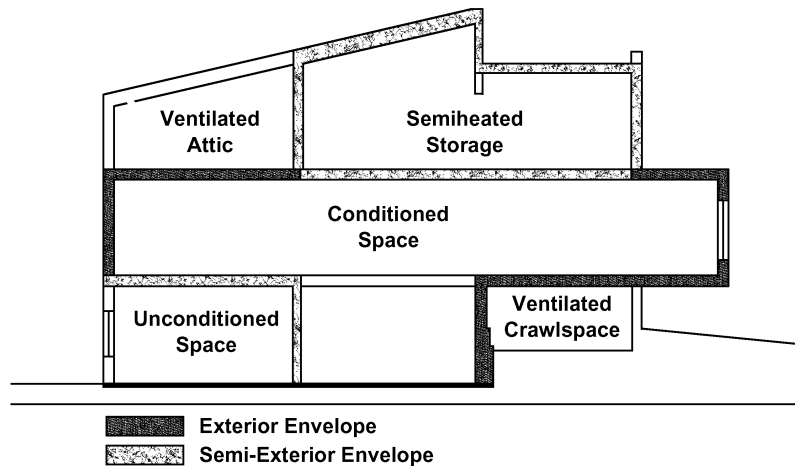 Ventilated
Attic
Semiheated
Storage
Conditioned
Space
Unconditioned
Space
Ventilated
Crawlspace
Exterior Envelope
Semi-Exterior Envelope